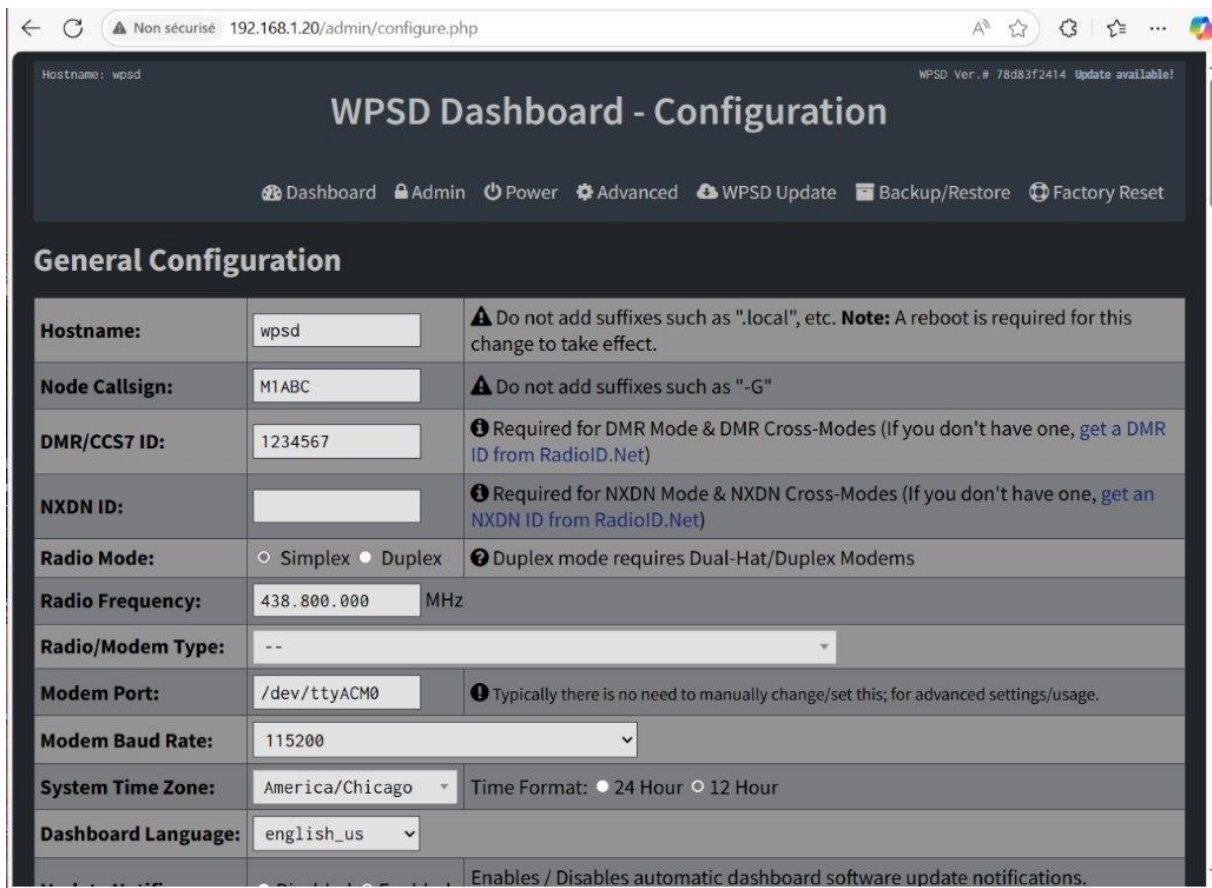 Non sécurisé 192.168.1.20/admin/configure.php
Hostname: wpsd
WPSD Ver.# 78d83f2414 Update available!
WPSD Dashboard - Configuration
Dashboard Admin Power Advanced WPSD Update Backup/Restore Factory Reset
General Configuration
Hostname:
wpsd
Do not add suffixes such as ".local", etc. Note: A reboot is required for this
change to take effect.
Node Callsign:
M1ABC
Do not add suffixes such as "-G"
DMR/CCS7 ID:
1234567
Required for DMR Mode & DMR Cross-Modes (If you don't have one, get a DMR
ID from RadioID.Net)
NXDN ID:
Required for NXDN Mode & NXDN Cross-Modes (If you don't have one, get an
NXDN ID from RadioID.Net)
Radio Mode:
Simplex Duplex
Duplex mode requires Dual-Hat/Duplex Modems
Radio Frequency:
438.800.000 MHz
Radio/Modem Type:
--
Modem Port:
/dev/ttyACM0
Typically there is no need to manually change/set this; for advanced settings/usage.
Modem Baud Rate:
115200
System Time Zone:
America/Chicago
Time Format: 24 Hour 12 Hour
Dashboard Language:
english_us
Enables / Disables automatic dashboard software update notifications.